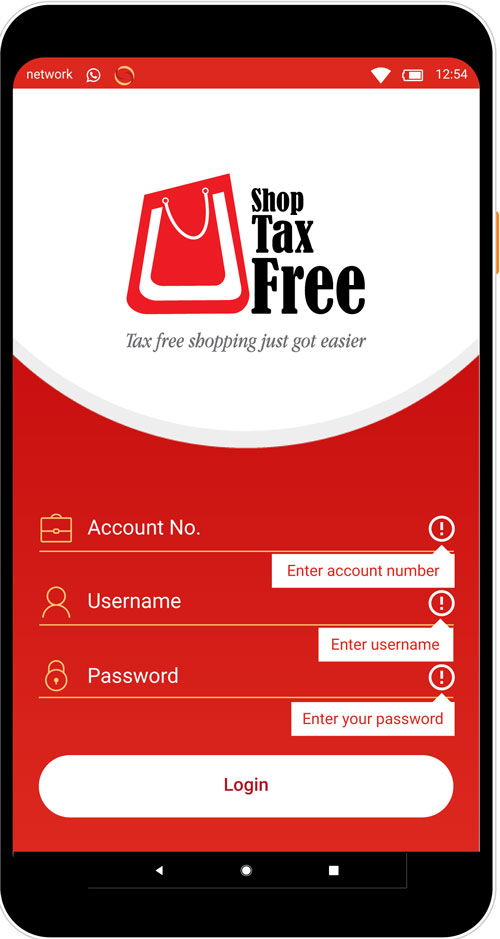 network 12:54
Shop
Tax
Free
Tax free shopping just got easier
Account No.
Enter account number
Username
Enter username
Password
Enter your password
Login